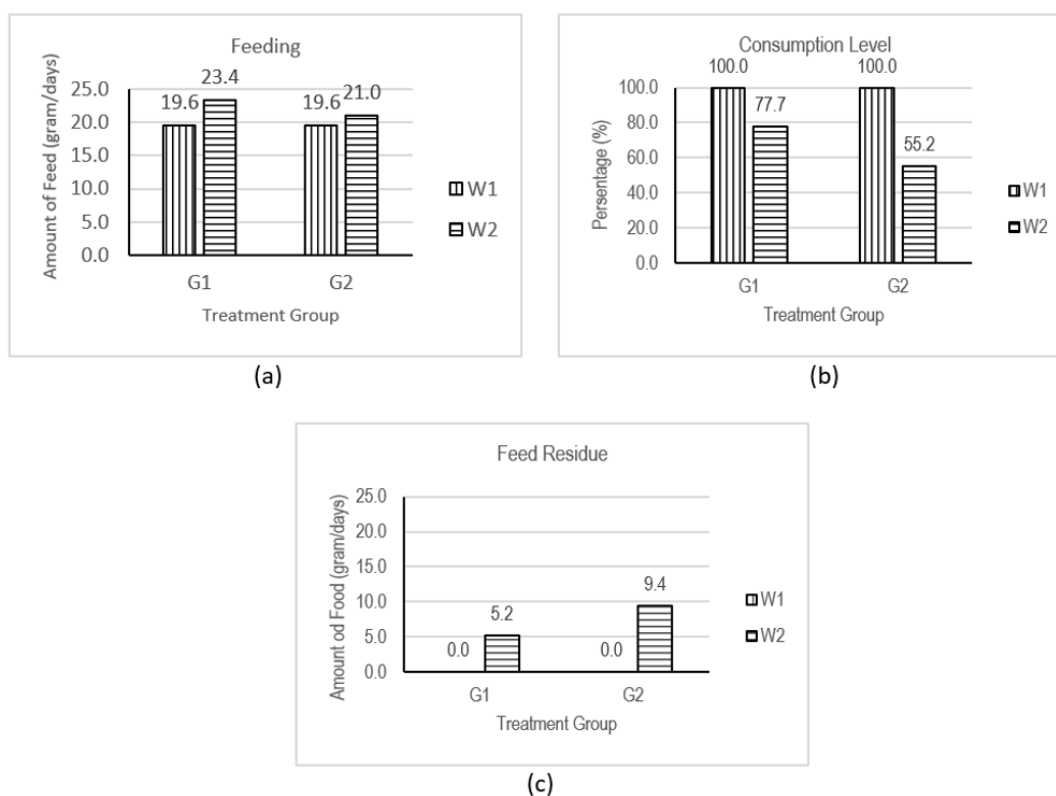 Feeding
Amount of Feed (gram/days)
25.0
20.0
15.0
10.0
5.0
0.0
19.6
23.4
19.6
21.0
G1
G2
Treatment Group
W1
W2
(a)
Consumption Level
Persentage (%)
100.0
80.0
60.0
40.0
20.0
0.0
100.0
77.7
100.0
55.2
G1
G2
Treatment Group
W1
W2
(b)
Feed Residue
Amount od Food (gram/days)
25.0
20.0
15.0
10.0
5.0
0.0
0.0
5.2
0.0
9.4
G1
G2
Treatment Group
W1
W2
(c)